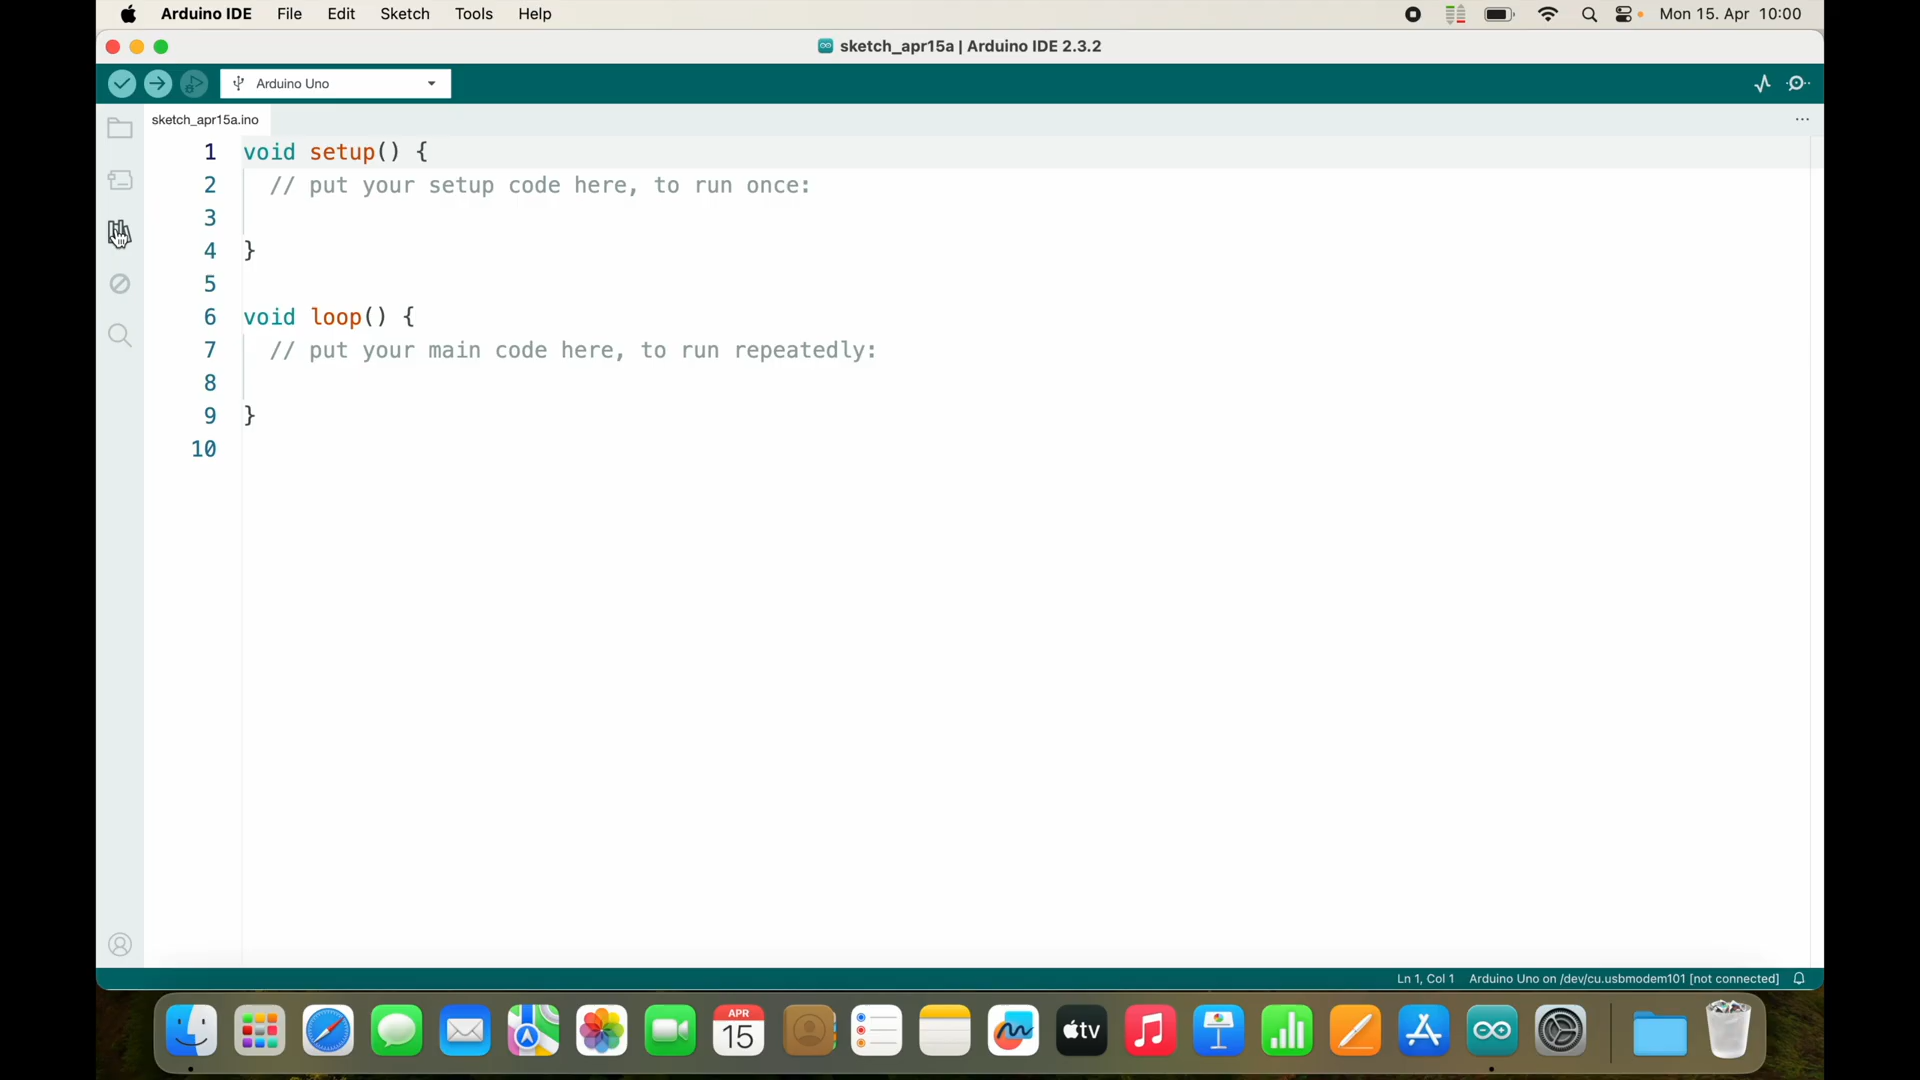 Arduino IDE File Edit Sketch Tools Help Mon 15. Apr 10:00
sketch_apr15a | Arduino IDE 2.3.2
Arduino Uno
sketch_apr15a.ino
1 void setup() {
2 // put your setup code here, to run once:
3
4 }
5
6 void loop() {
7 // put your main code here, to run repeatedly:
8
9 }
10
Ln 1, Col 1 Arduino Uno on /dev/cu.usbmodem101 [not connected]
APR
15
tv